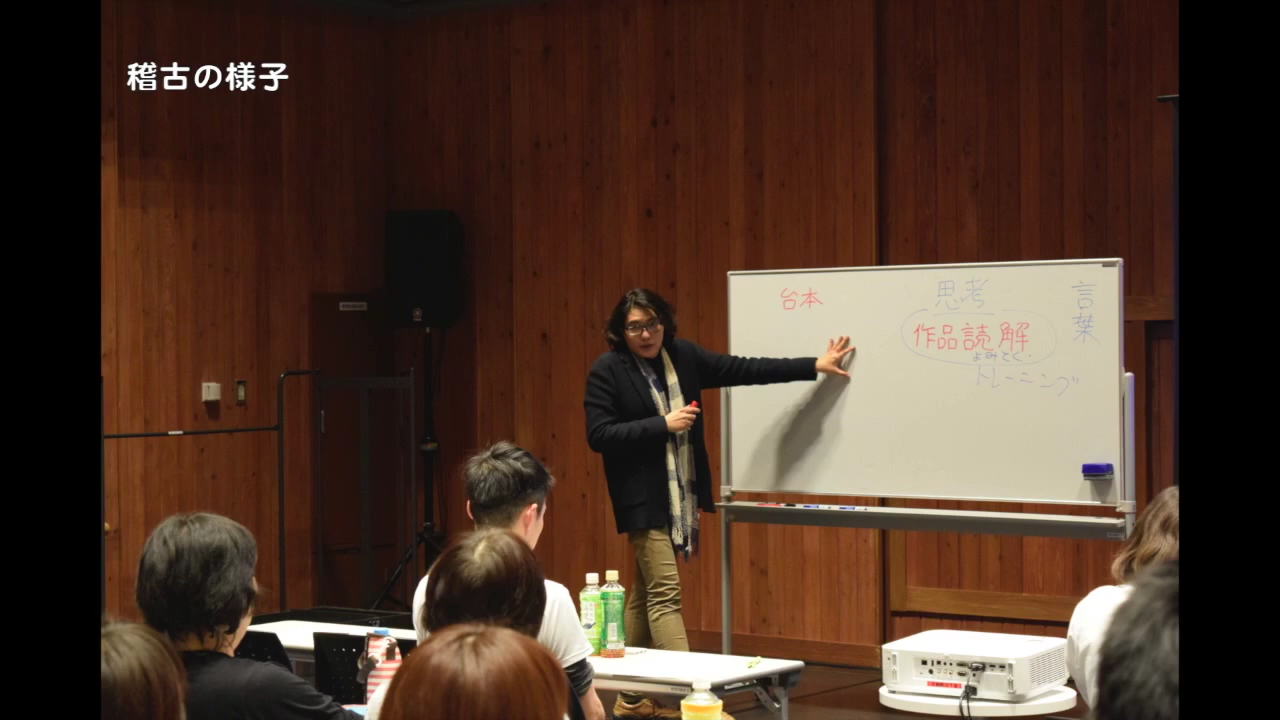 稽古の様子
台本
思考
言葉
作品読解
よみとく
トレーニング